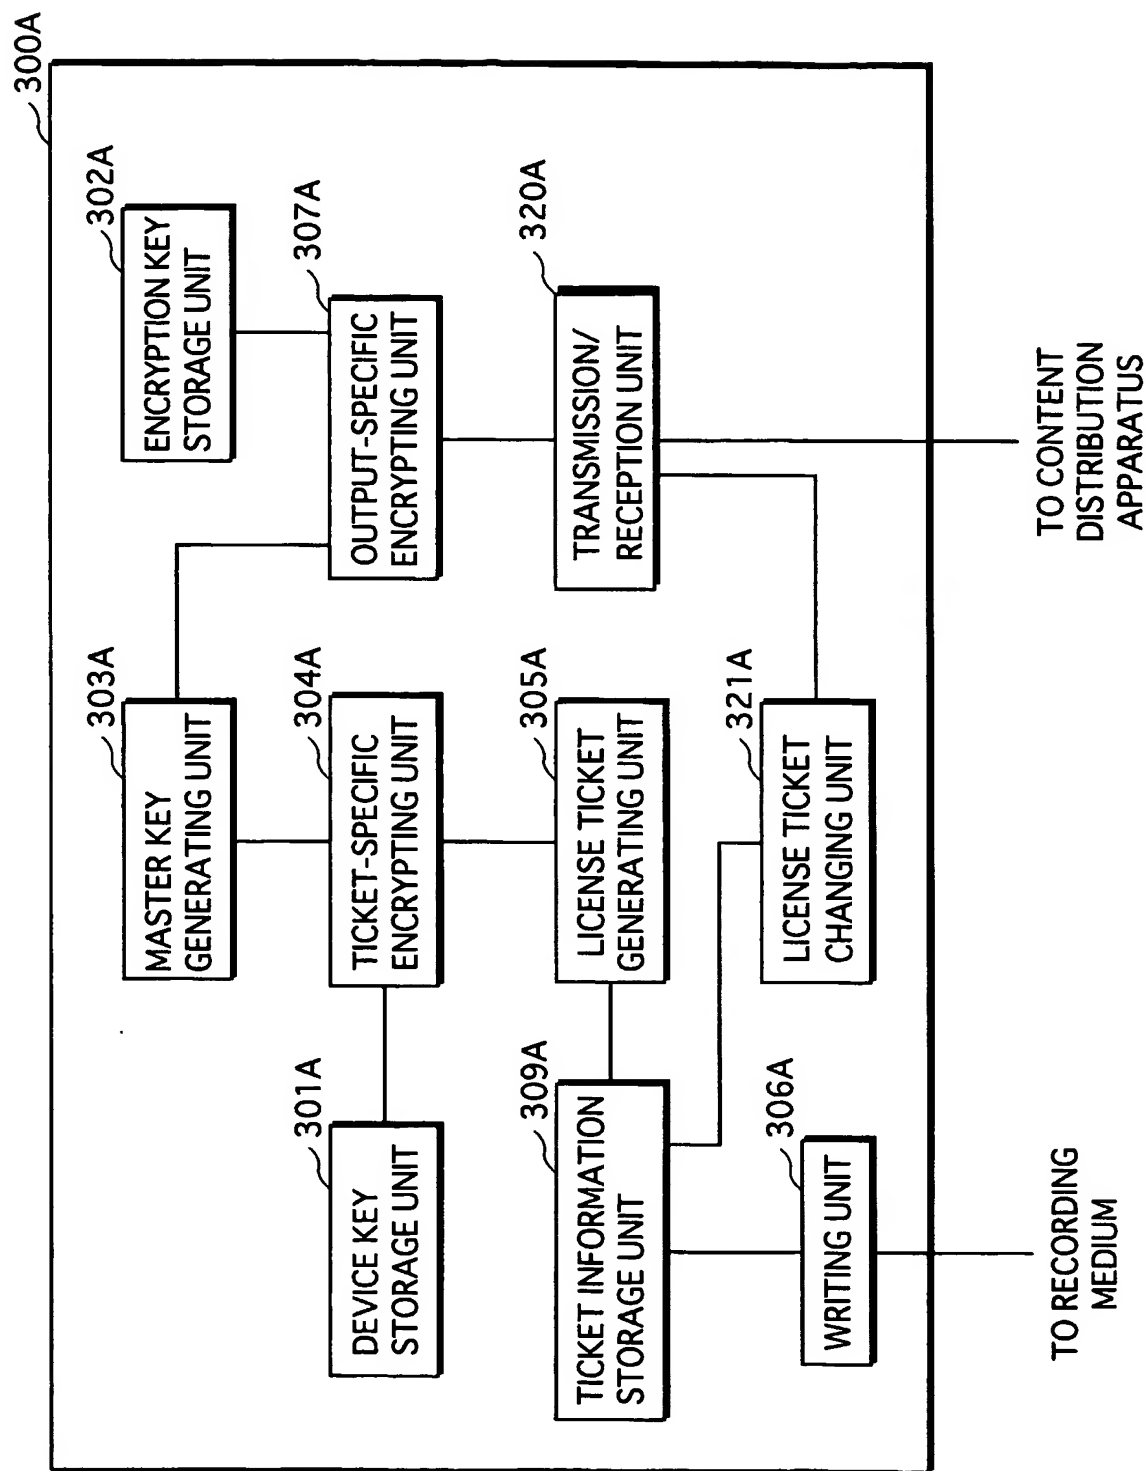 300A
302A
ENCRYPTION KEY
STORAGE UNIT
303A
MASTER KEY
GENERATING UNIT
307A
OUTPUT-SPECIFIC
ENCRYPTING UNIT
304A
TICKET-SPECIFIC
ENCRYPTING UNIT
301A
DEVICE KEY
STORAGE UNIT
320A
TRANSMISSION/
RECEPTION UNIT
305A
LICENSE TICKET
GENERATING UNIT
309A
TICKET INFORMATION
STORAGE UNIT
321A
LICENSE TICKET
CHANGING UNIT
306A
WRITING UNIT
TO RECORDING
MEDIUM
TO CONTENT
DISTRIBUTION
APPARATUS